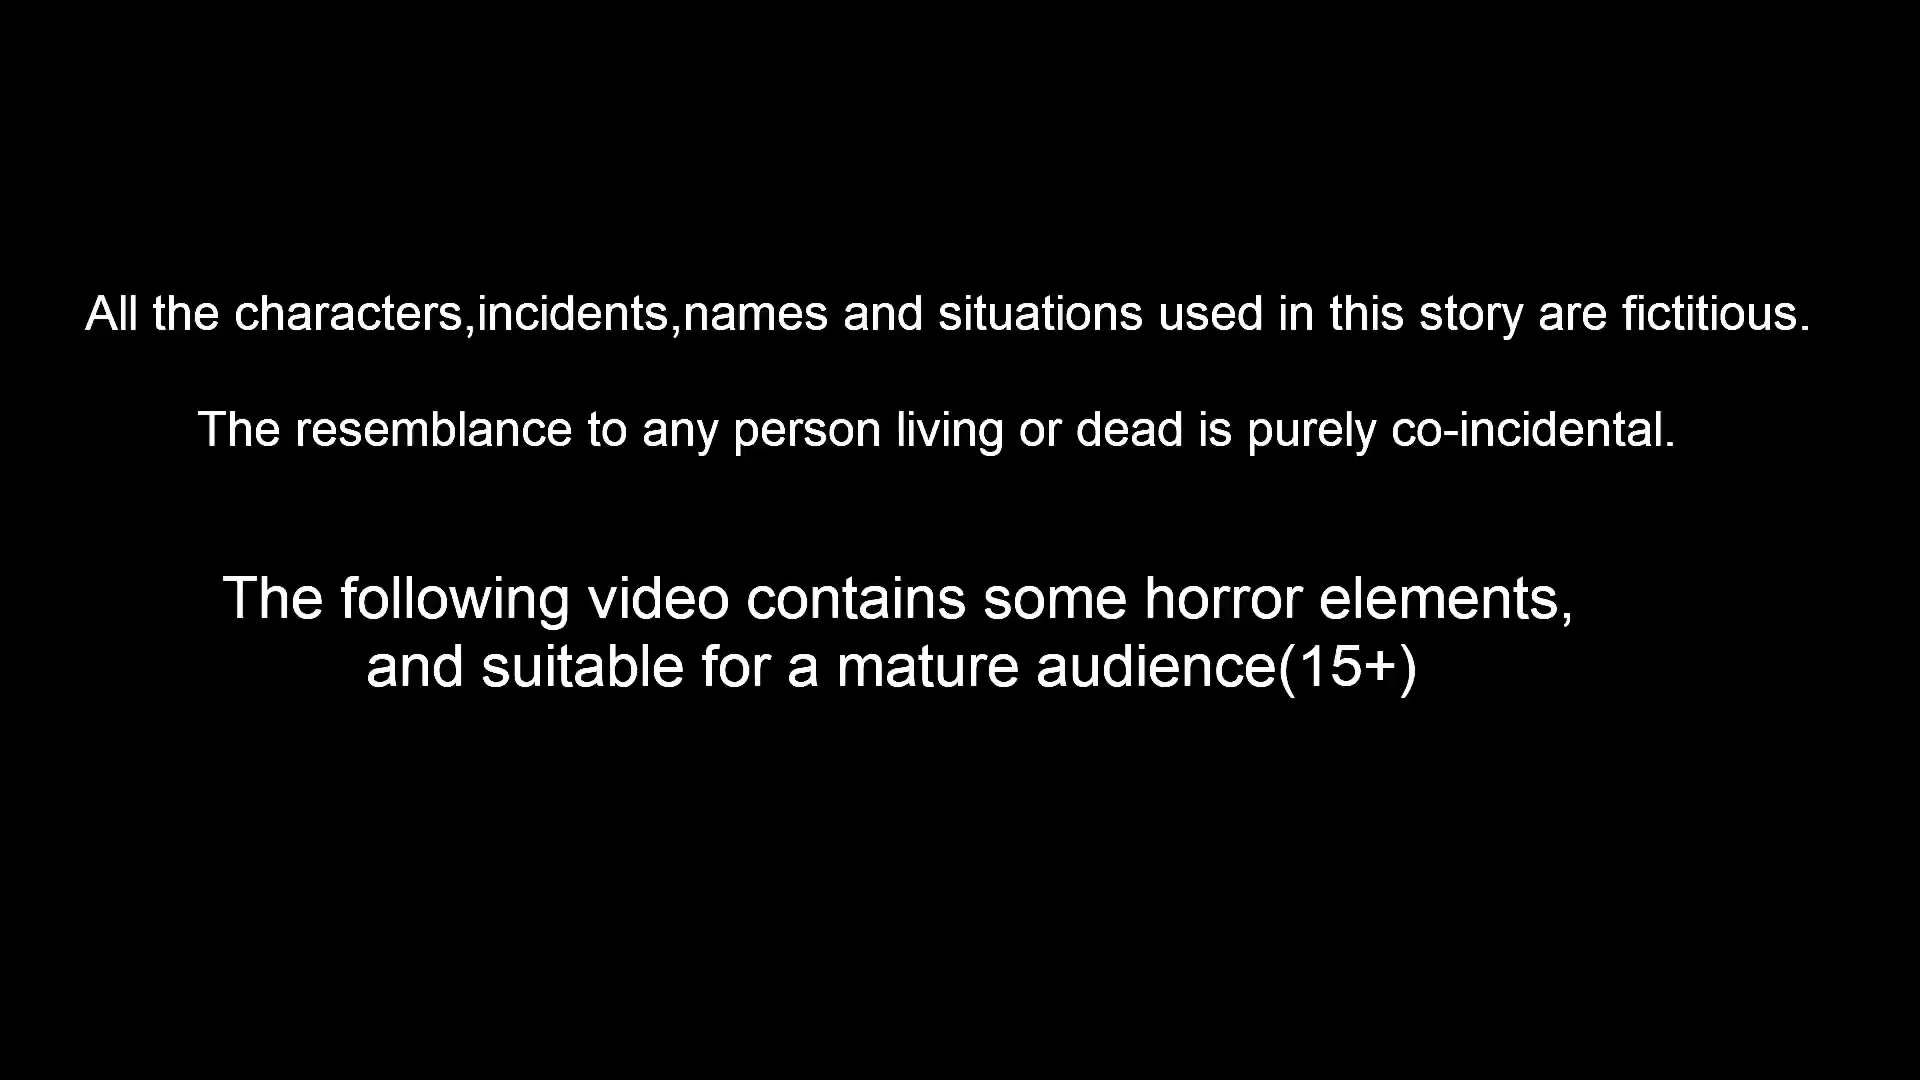 All the characters,incidents,names and situations used in this story are fictitious.
The resemblance to any person living or dead is purely co-incidental.
The following video contains some horror elements,
and suitable for a mature audience(15+)